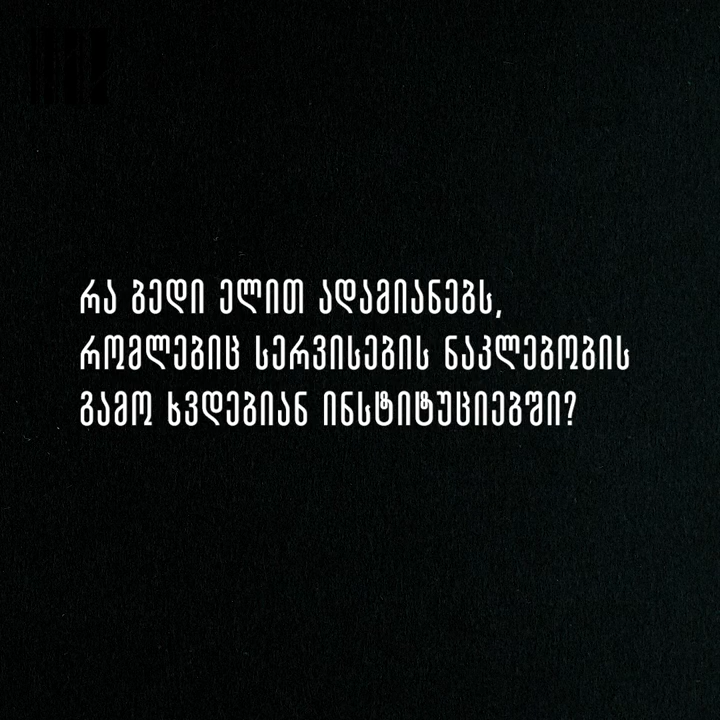 რა ბედი ელით ადამიანებს,
რომლებიც სერვისების ნაკლებობის
გამო ხვდებიან ინსტიტუციებში?